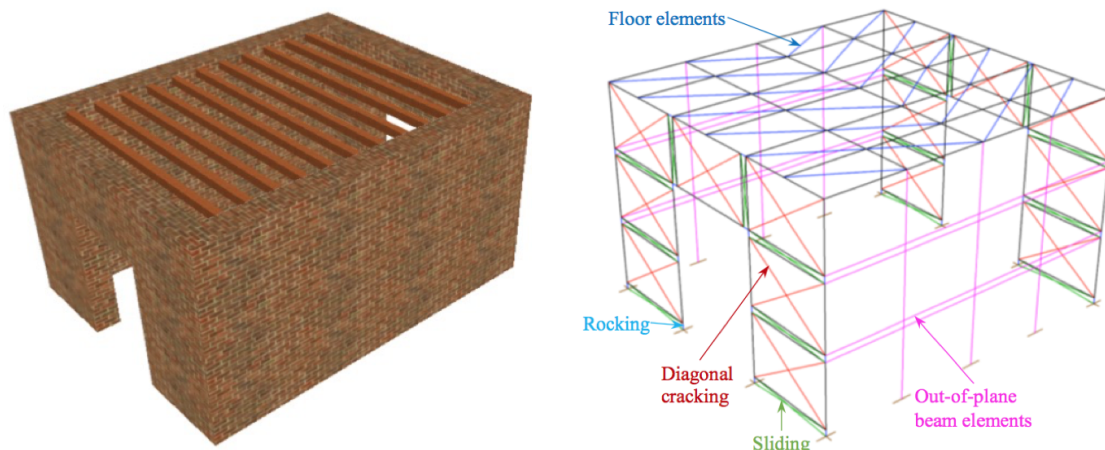 Floor elements
Rocking
Diagonal
cracking
Out-of-plane
beam elements
Sliding